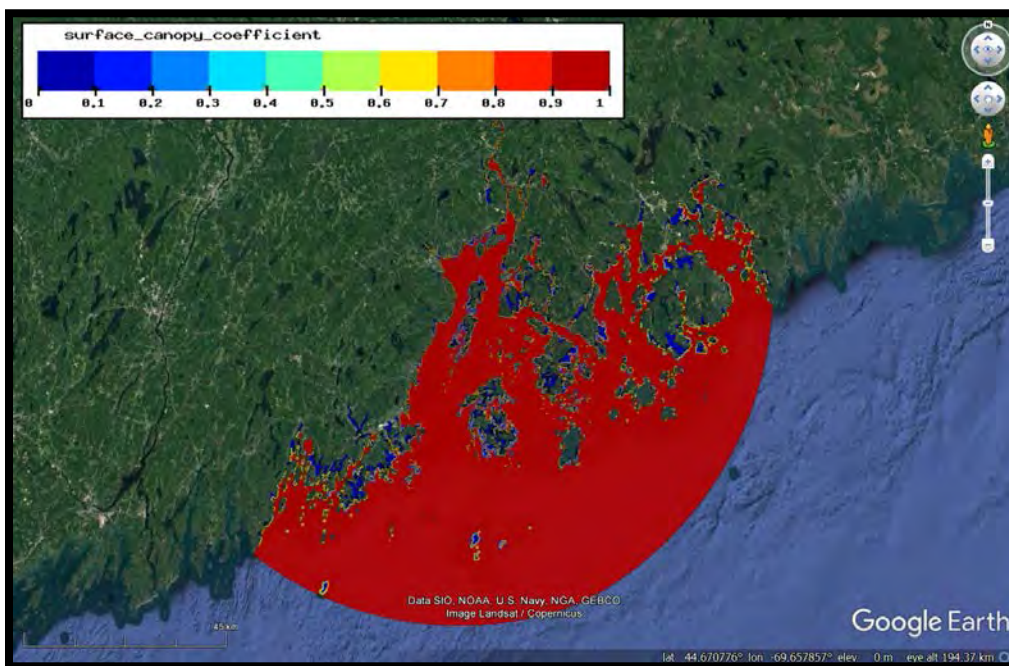 surface_canopy_coefficient
0 0.1 0.2 0.3 0.4 0.5 0.6 0.7 0.8 0.9 1
N
Data SIO, NOAA, U.S. Navy, NGA, GEBCO
Image Landsat / Copernicus
Google Earth
45 km
lat 44.670776° lon -69.657857° elev 0 m eye alt 194.37 km